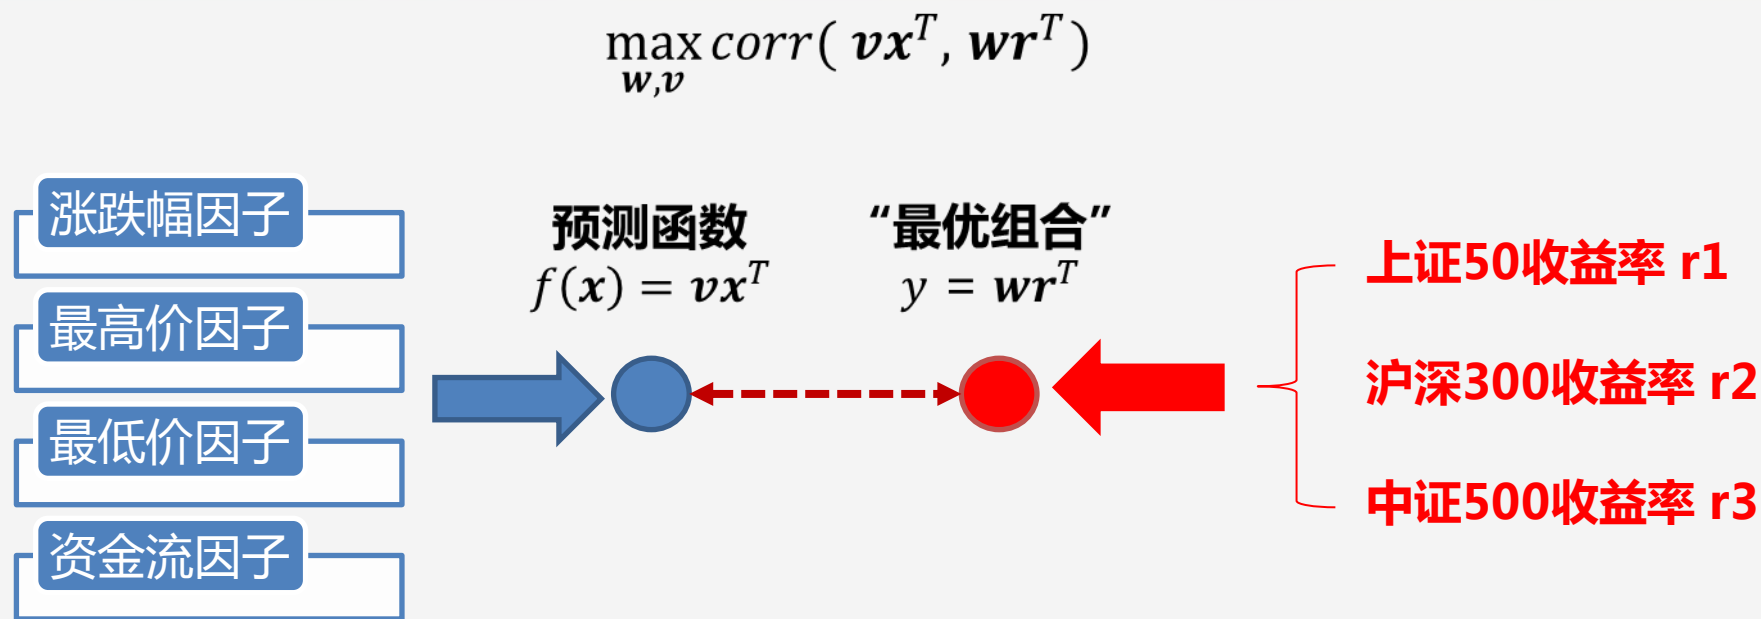 max corr( vx^T, wr^T )
w,v
涨跌幅因子
最高价因子
最低价因子
资金流因子
预测函数
f(x) = vx^T
“最优组合”
y = wr^T
上证50收益率 r1
沪深300收益率 r2
中证500收益率 r3